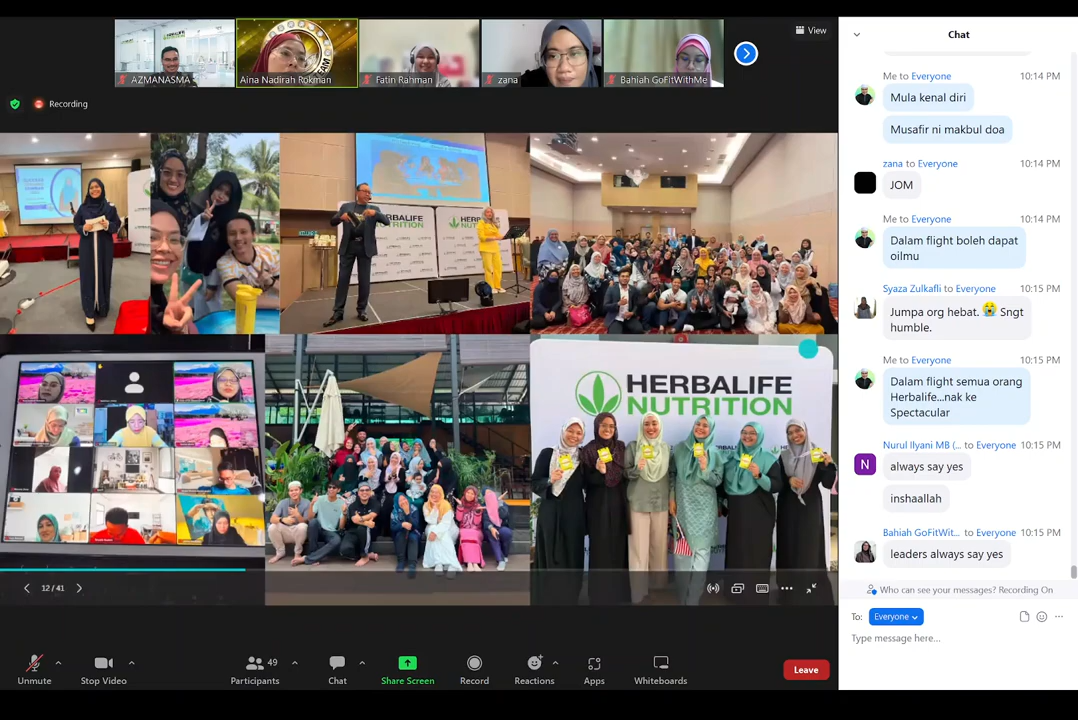 View
AZMANASMA
Aina Nadirah Rokman
Fatin Rahman
zana
Bahiah GoFitWithMe
Recording
HERBALIFE
NUTRITION
HERBALIFE
NUTRITION
12 / 41
Unmute
Stop Video
49
Participants
Chat
Share Screen
Record
Reactions
Apps
Whiteboards
Leave
Chat
Me to Everyone 10:14 PM
Mula kenal diri
Musafir ni makbul doa
zana to Everyone 10:14 PM
JOM
Me to Everyone 10:14 PM
Dalam flight boleh dapat
oilmu
Syaza Zulkafli to Everyone 10:15 PM
Jumpa org hebat. 😭 Sngt
humble.
Me to Everyone 10:15 PM
Dalam flight semua orang
Herbalife...nak ke
Spectacular
Nurul Ilyani MB (... to Everyone 10:15 PM
N
always say yes
inshaallah
Bahiah GoFitWit... to Everyone 10:15 PM
leaders always say yes
Who can see your messages? Recording On
To: Everyone
Type message here...